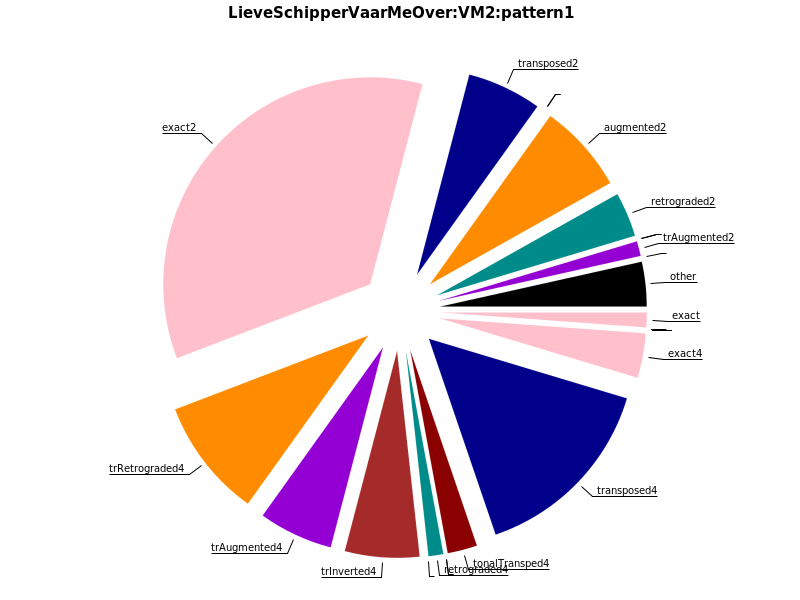 LieveSchipperVaarMeOver:VM2:pattern1
transposed2
exact2
augmented2
retrograded2
trAugmented2
other
exact
exact4
trRetrograded4
transposed4
trAugmented4
tonalTransped4
retrograded4
trInverted4